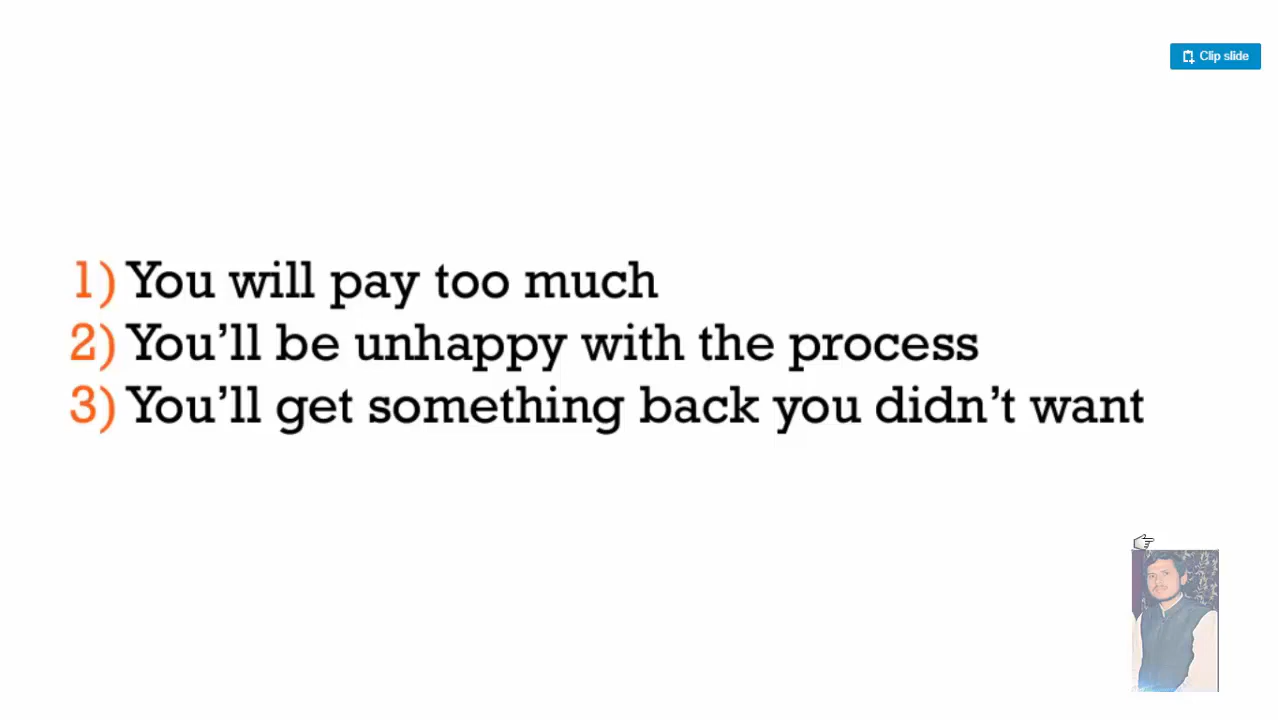 Clip slide
1) You will pay too much
2) You’ll be unhappy with the process
3) You’ll get something back you didn’t want